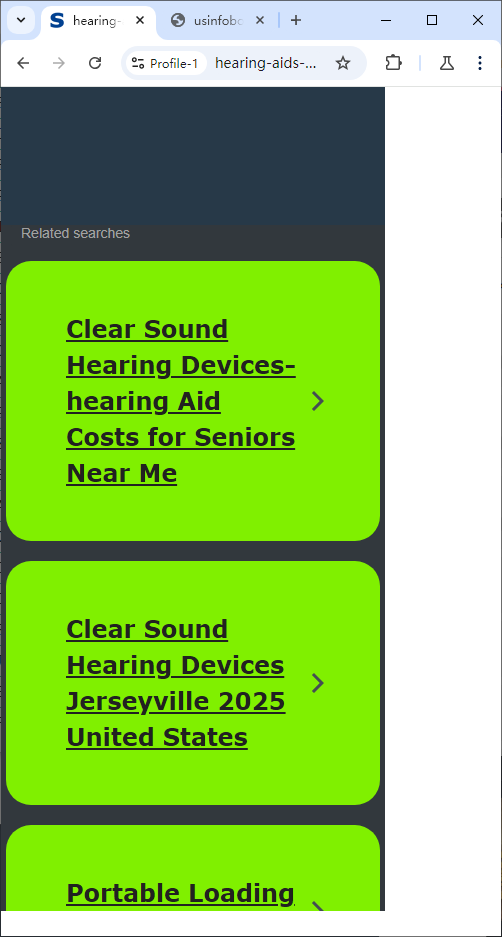 hearing-
usinfobo
Profile-1
hearing-aids-...
Related searches
Clear Sound
Hearing Devices-
hearing Aid
Costs for Seniors
Near Me
Clear Sound
Hearing Devices
Jerseyville 2025
United States
Portable Loading